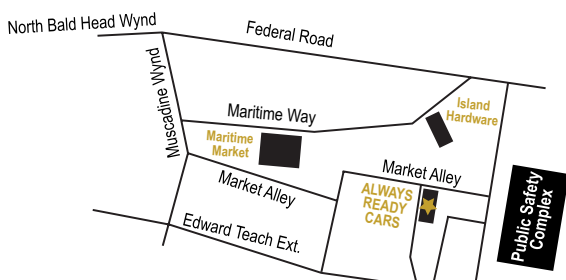 North Bald Head Wynd
Federal Road
Muscadine Wynd
Maritime Way
Island
Hardware
Maritime
Market
Market Alley
Market Alley
ALWAYS
READY
CARS
Public Safety
Complex
Edward Teach Ext.